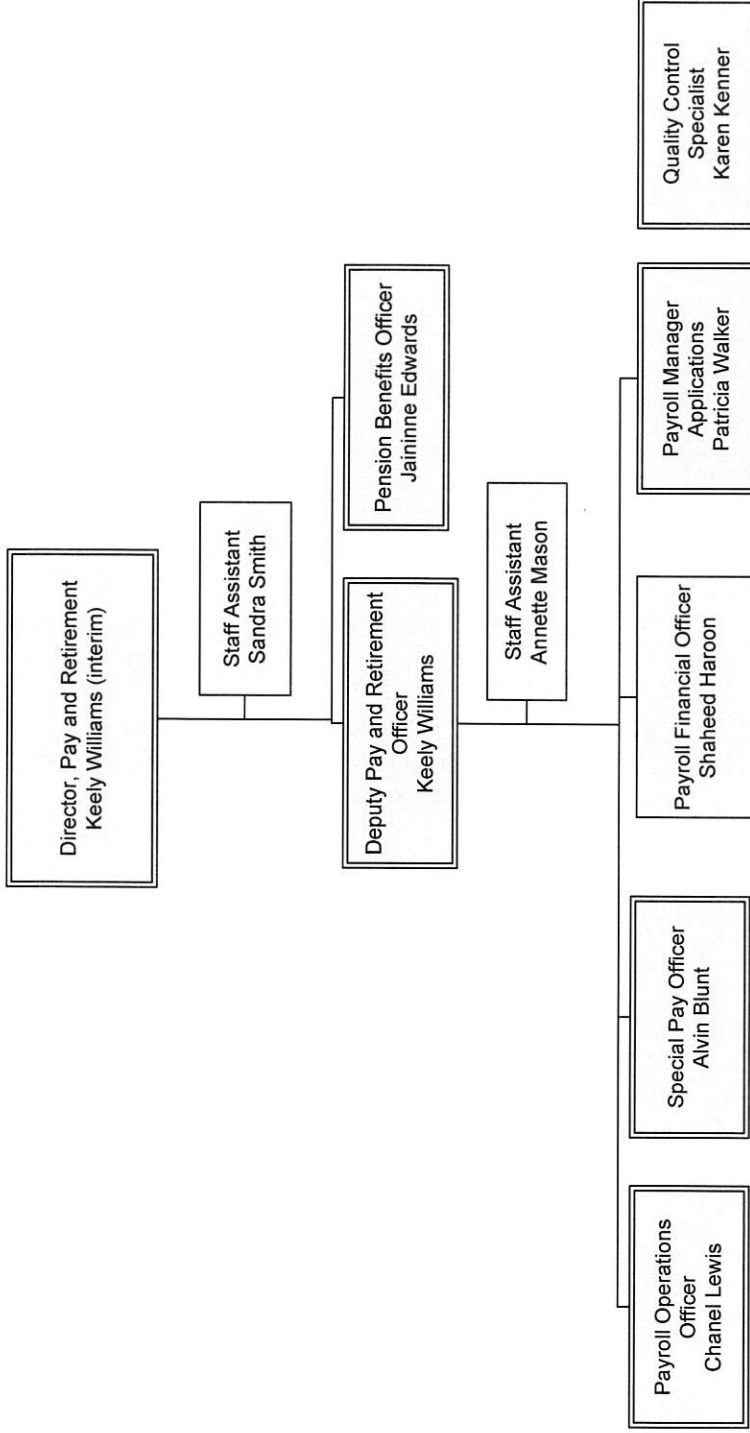 Director, Pay and Retirement
Keely Williams (interim)
Staff Assistant
Sandra Smith
Deputy Pay and Retirement
Officer
Keely Williams
Pension Benefits Officer
Jaininne Edwards
Staff Assistant
Annette Mason
Payroll Operations
Officer
Chanel Lewis
Special Pay Officer
Alvin Blunt
Payroll Financial Officer
Shaheed Haroon
Payroll Manager
Applications
Patricia Walker
Quality Control
Specialist
Karen Kenner